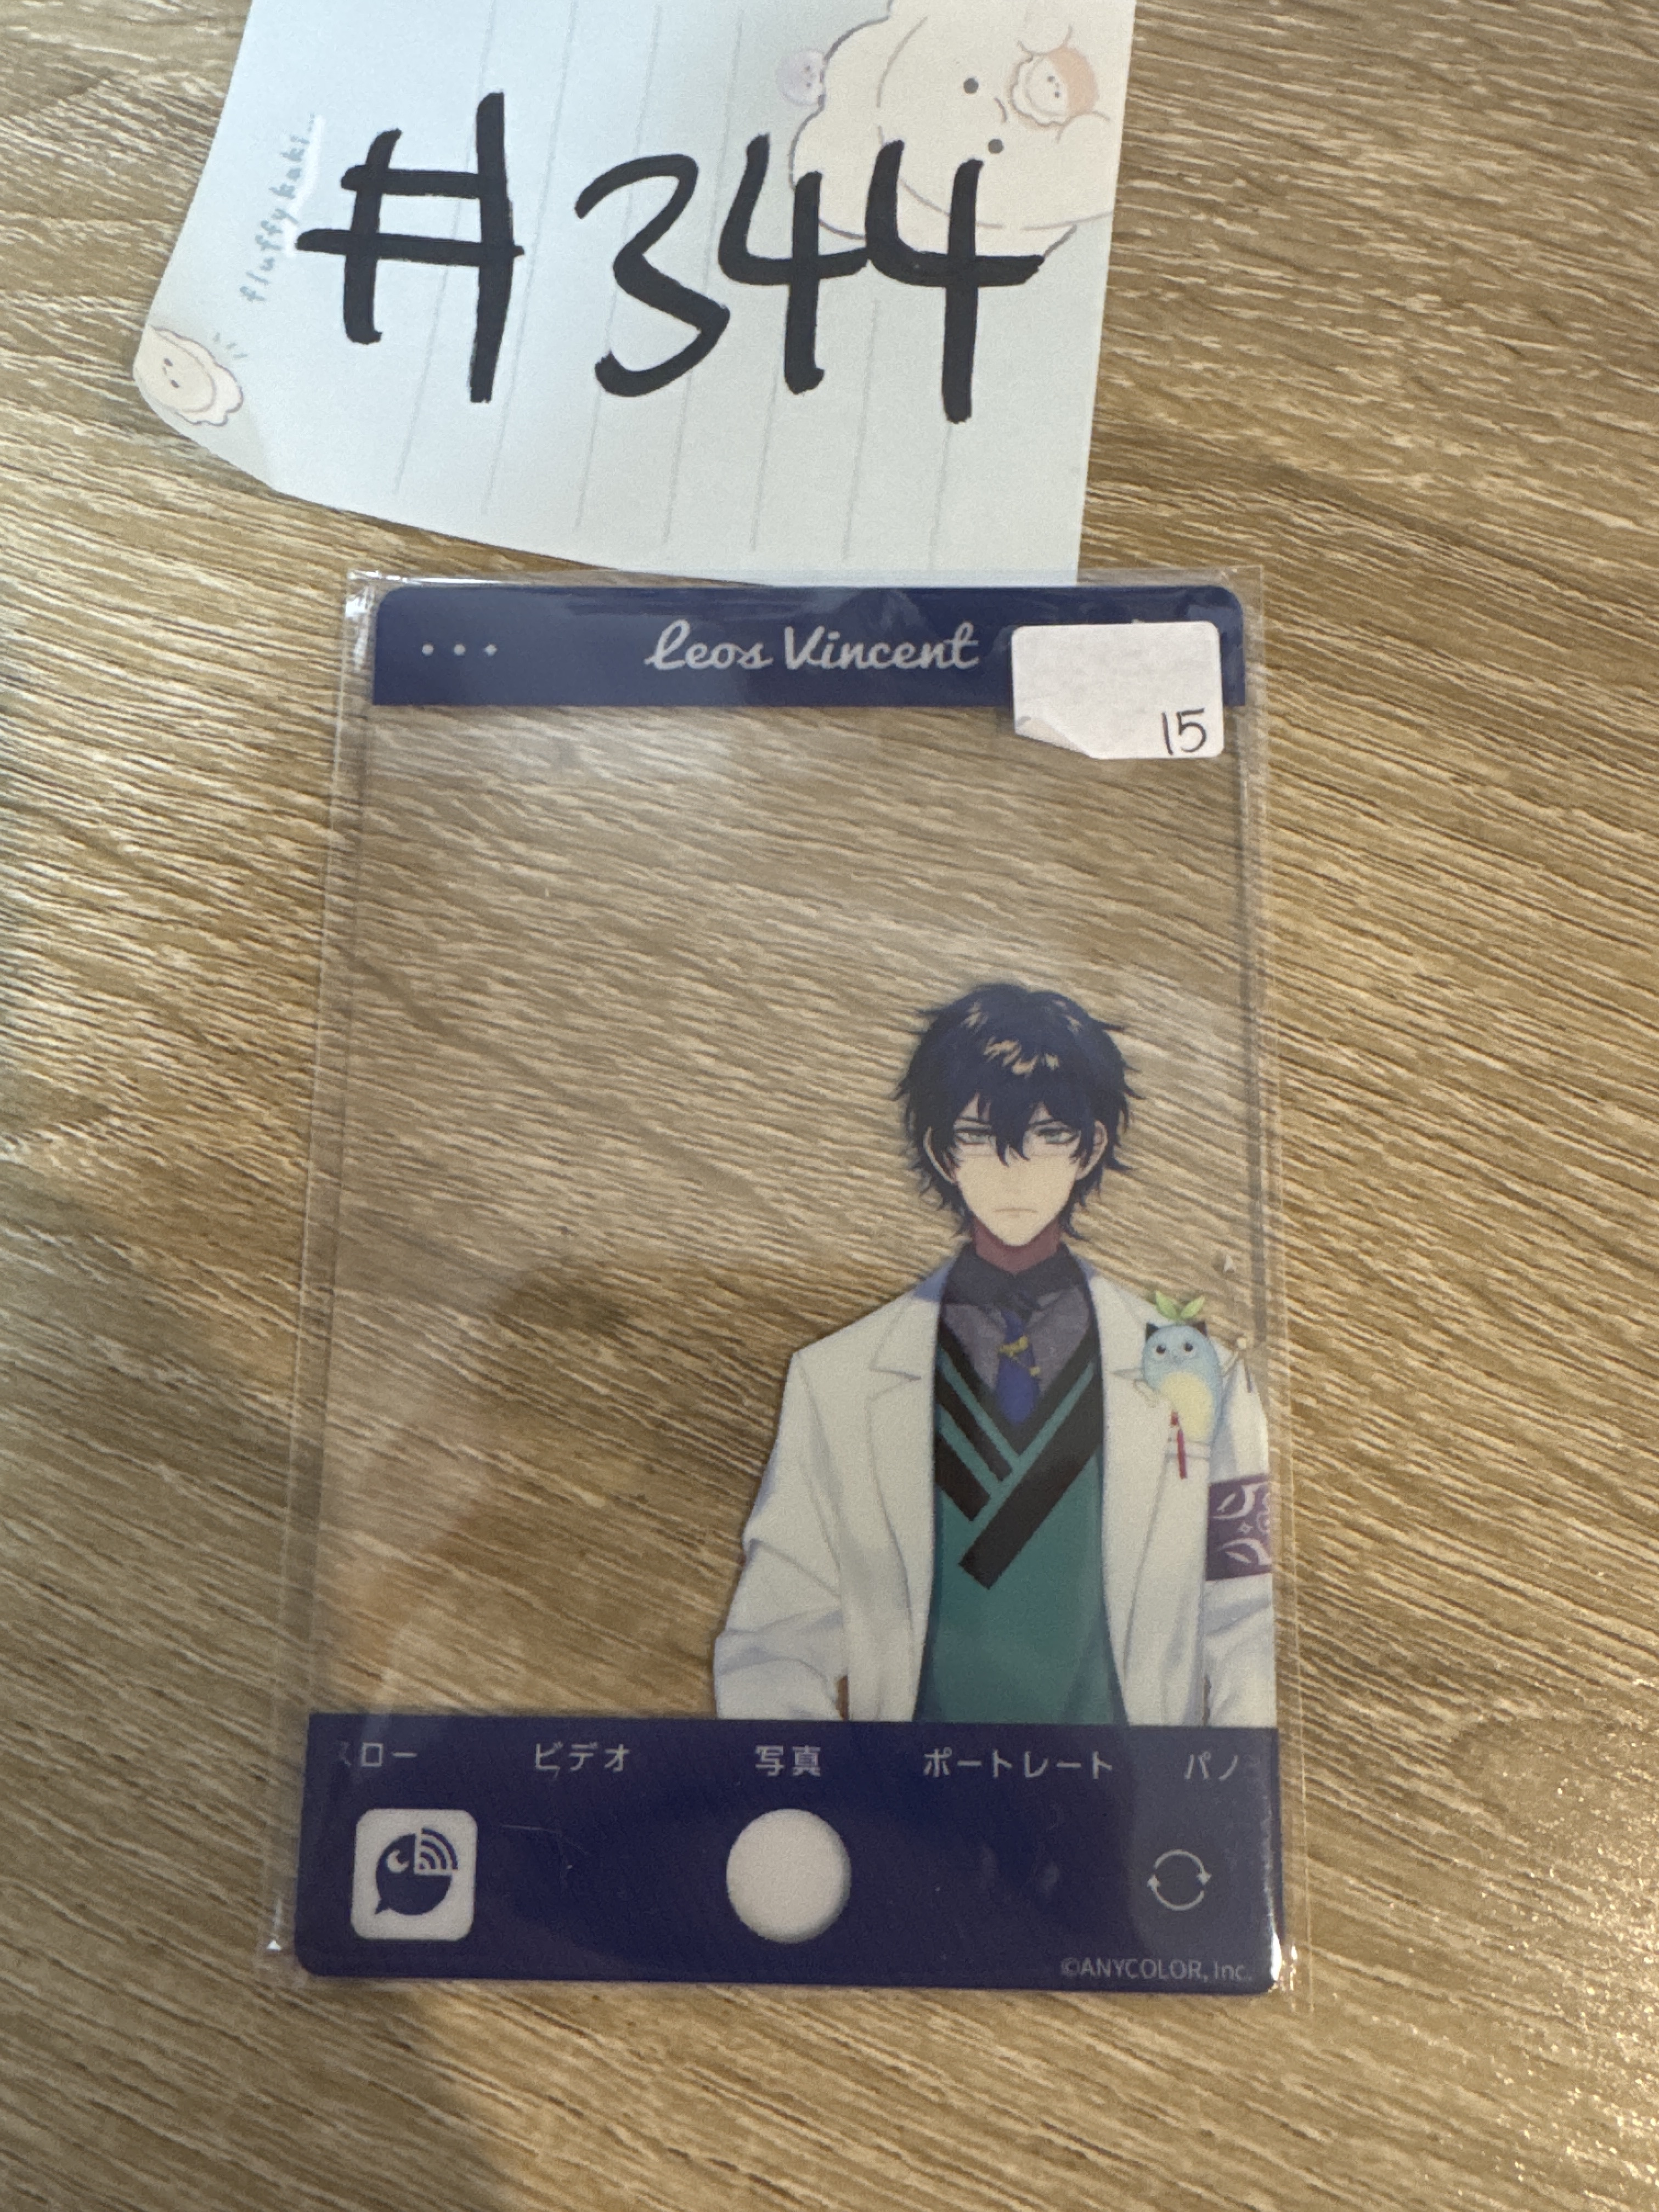 fluffy kaki
#344
Leos Vincent
15
スロー ビデオ 写真 ポートレート パノ
©ANYCOLOR, Inc.